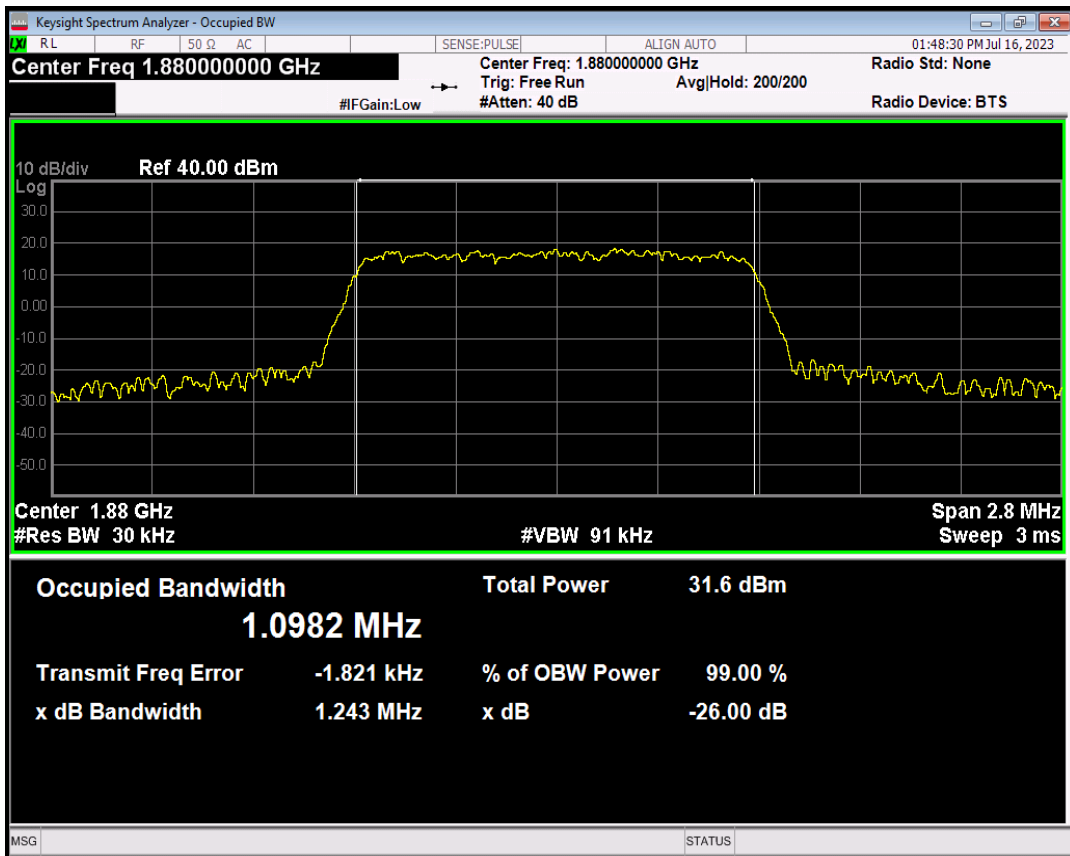 Keysight Spectrum Analyzer - Occupied BW
LXI RL RF 50 Ω AC SENSE:PULSE ALIGN AUTO 01:48:30 PM Jul 16, 2023
Center Freq 1.880000000 GHz Center Freq: 1.880000000 GHz Radio Std: None
Trig: Free Run Avg|Hold: 200/200
#IFGain:Low #Atten: 40 dB Radio Device: BTS
10 dB/div Ref 40.00 dBm
Log
30.0
20.0
10.0
0.00
-10.0
-20.0
-30.0
-40.0
-50.0
Center 1.88 GHz Span 2.8 MHz
#Res BW 30 kHz #VBW 91 kHz Sweep 3 ms
Occupied Bandwidth Total Power 31.6 dBm
1.0982 MHz
Transmit Freq Error -1.821 kHz % of OBW Power 99.00 %
x dB Bandwidth 1.243 MHz x dB -26.00 dB
MSG STATUS